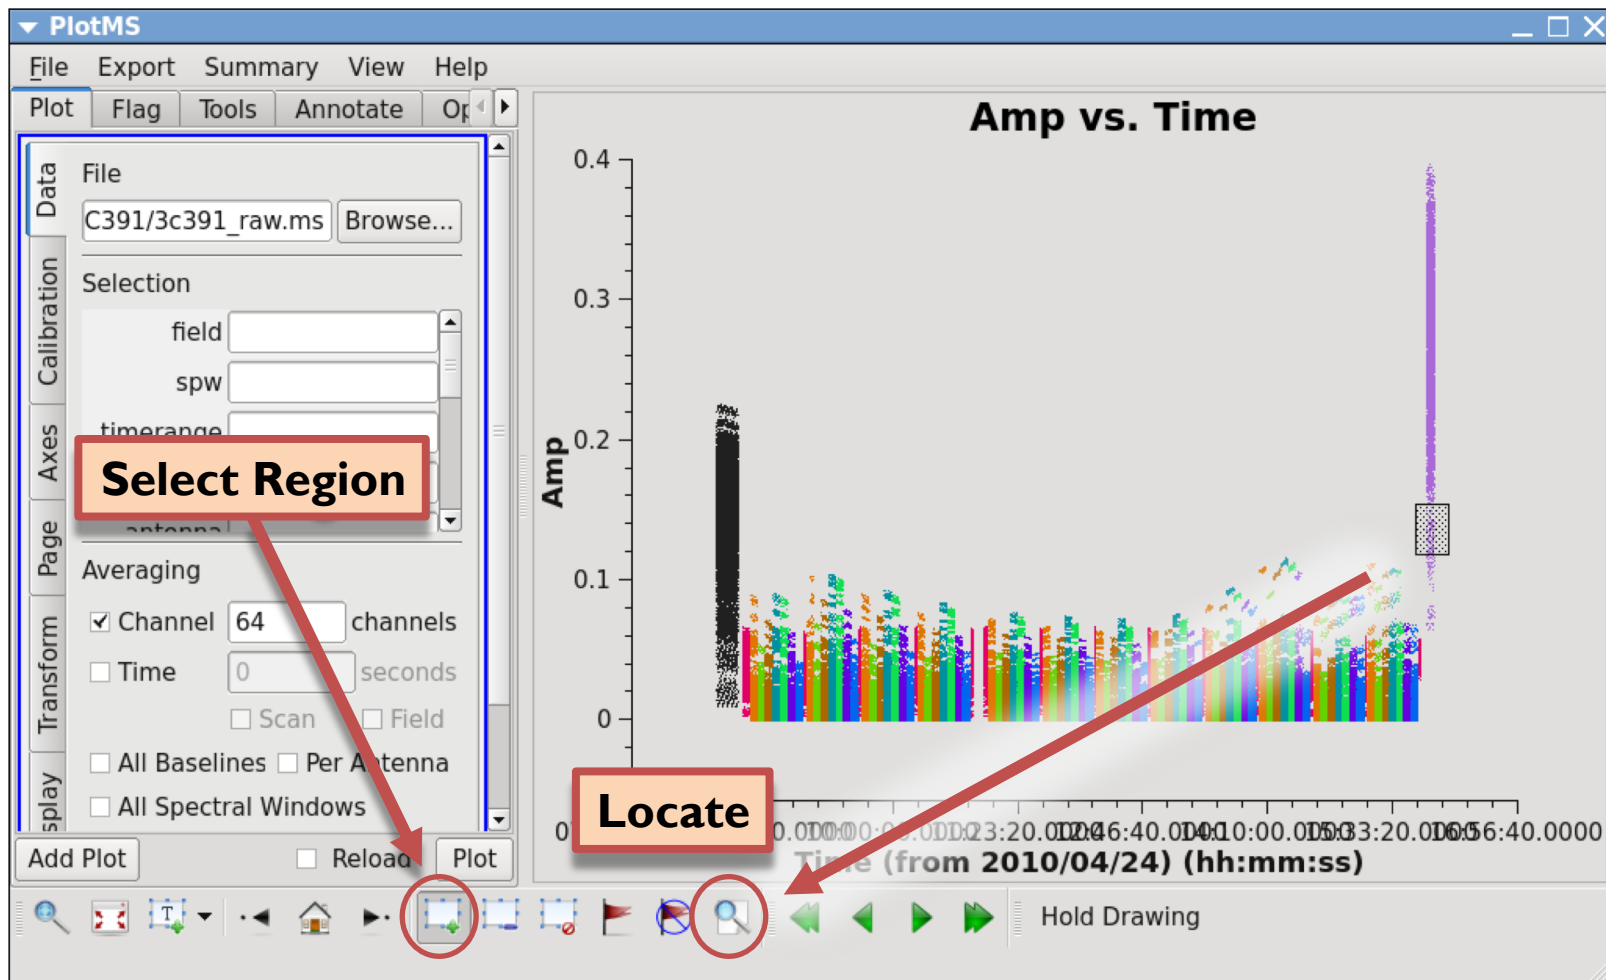 PlotMS
File Export Summary View Help
Plot Flag Tools Annotate
Data
Calibration
Axes
Page
Transform
File
C391/3c391_raw.ms Browse...
Selection
field
spw
timerange
Select Region
antenna
Averaging
Channel 64 channels
Time 0 seconds
Scan Field
All Baselines Per Antenna
All Spectral Windows
Add Plot Reload Plot
Amp vs. Time
0.4
0.3
0.2
0.1
0
Amp
Locate
Time (from 2010/04/24) (hh:mm:ss)
T
Hold Drawing